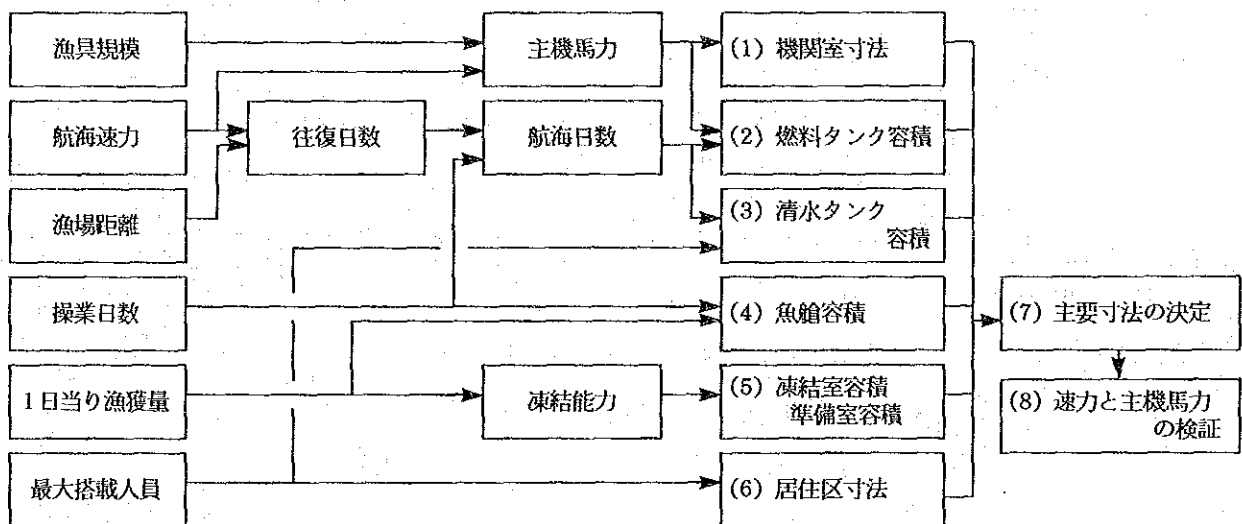 漁具規模
主機馬力
(1) 機関室寸法
航海速力
往復日数
航海日数
(2) 燃料タンク容積
漁場距離
(3) 清水タンク
容積
操業日数
(4) 魚艙容積
(7) 主要寸法の決定
1日当り漁獲量
凍結能力
(5) 凍結室容積
準備室容積
(8) 速力と主機馬力
の検証
最大搭載人員
(6) 居住区寸法